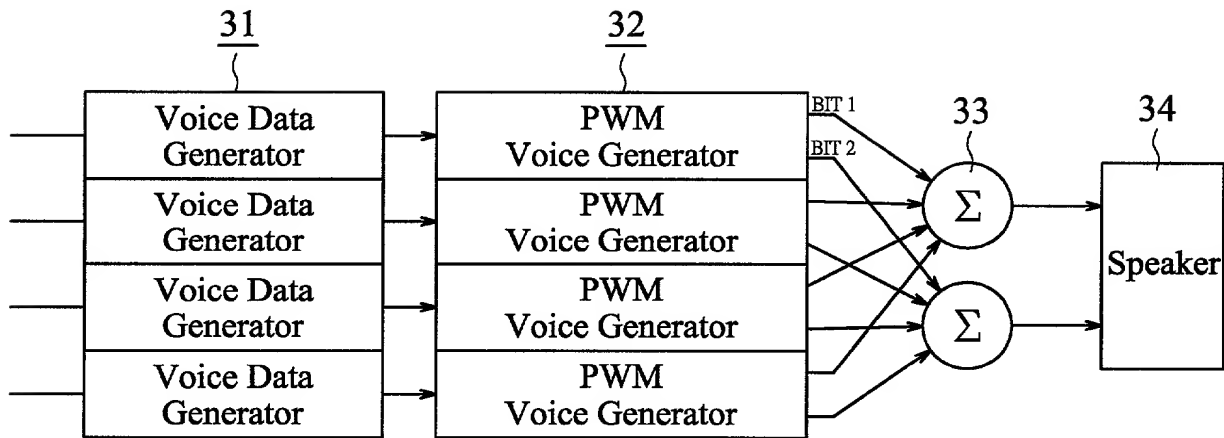 31
32
Voice Data
Generator
PWM
Voice Generator
BIT 1
BIT 2
33
34
Voice Data
Generator
PWM
Voice Generator
Σ
Speaker
Voice Data
Generator
PWM
Voice Generator
Σ
Voice Data
Generator
PWM
Voice Generator